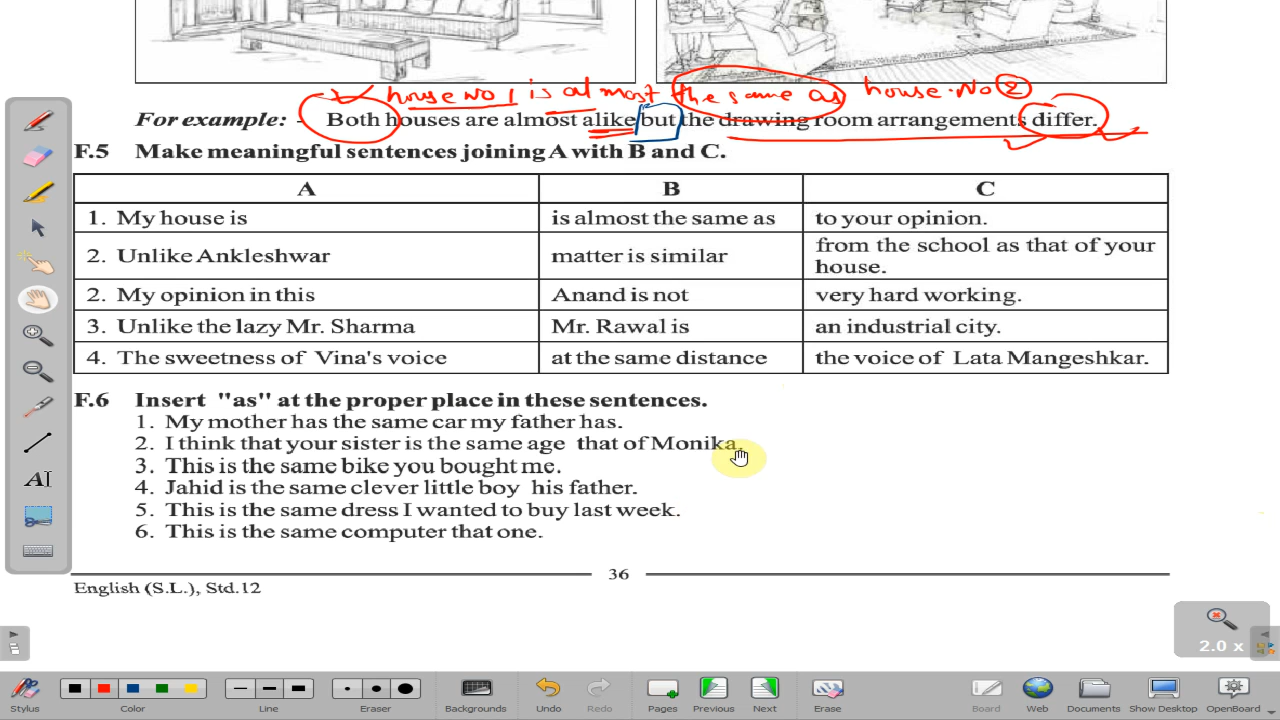 house No 1 is al most the same as house. No 2
For example: - Both houses are almost alike but the drawing room arrangements differ.
F.5 Make meaningful sentences joining A with B and C.
A B C
1. My house is is almost the same as to your opinion.
2. Unlike Ankleshwar matter is similar from the school as that of your
house.
2. My opinion in this Anand is not very hard working.
3. Unlike the lazy Mr. Sharma Mr. Rawal is an industrial city.
4. The sweetness of Vina's voice at the same distance the voice of Lata Mangeshkar.
F.6 Insert "as" at the proper place in these sentences.
1. My mother has the same car my father has.
2. I think that your sister is the same age that of Monika.
3. This is the same bike you bought me.
4. Jahid is the same clever little boy his father.
5. This is the same dress I wanted to buy last week.
6. This is the same computer that one.
36
English (S.L.), Std.12
AI
2.0 x
Stylus Color Line Eraser Backgrounds Undo Redo Pages Previous Next Erase Board Web Documents Show Desktop OpenBoard